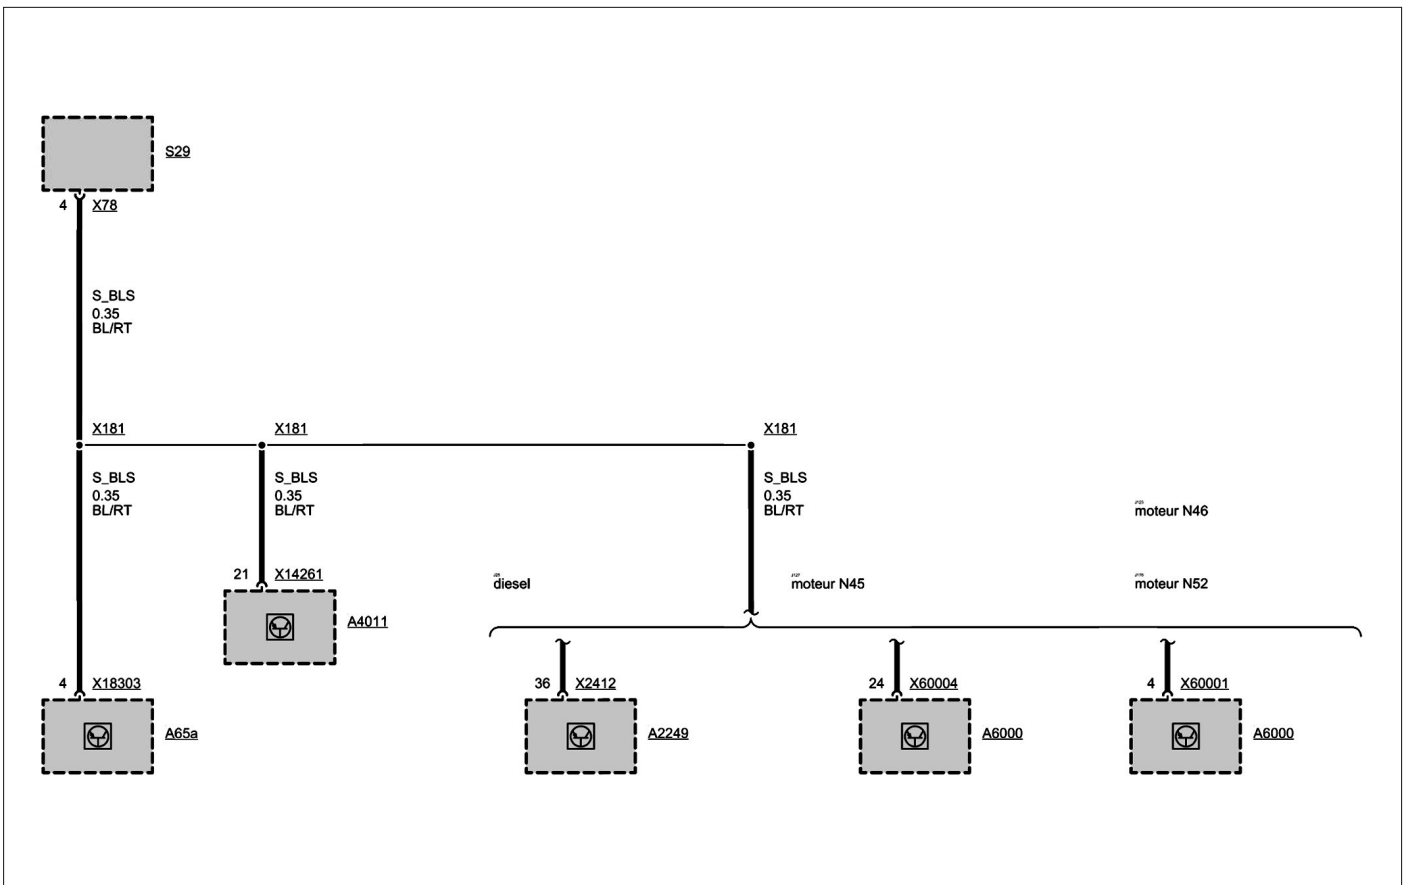 S29
4 X78
S_BLS
0.35
BL/RT
X181 X181 X181
S_BLS S_BLS S_BLS
0.35 0.35 0.35
BL/RT BL/RT BL/RT
moteur N46
21 X14261
diesel moteur N45 moteur N52
A4011
4 X18303 36 X2412 24 X60004 4 X60001
A65a A2249 A6000 A6000